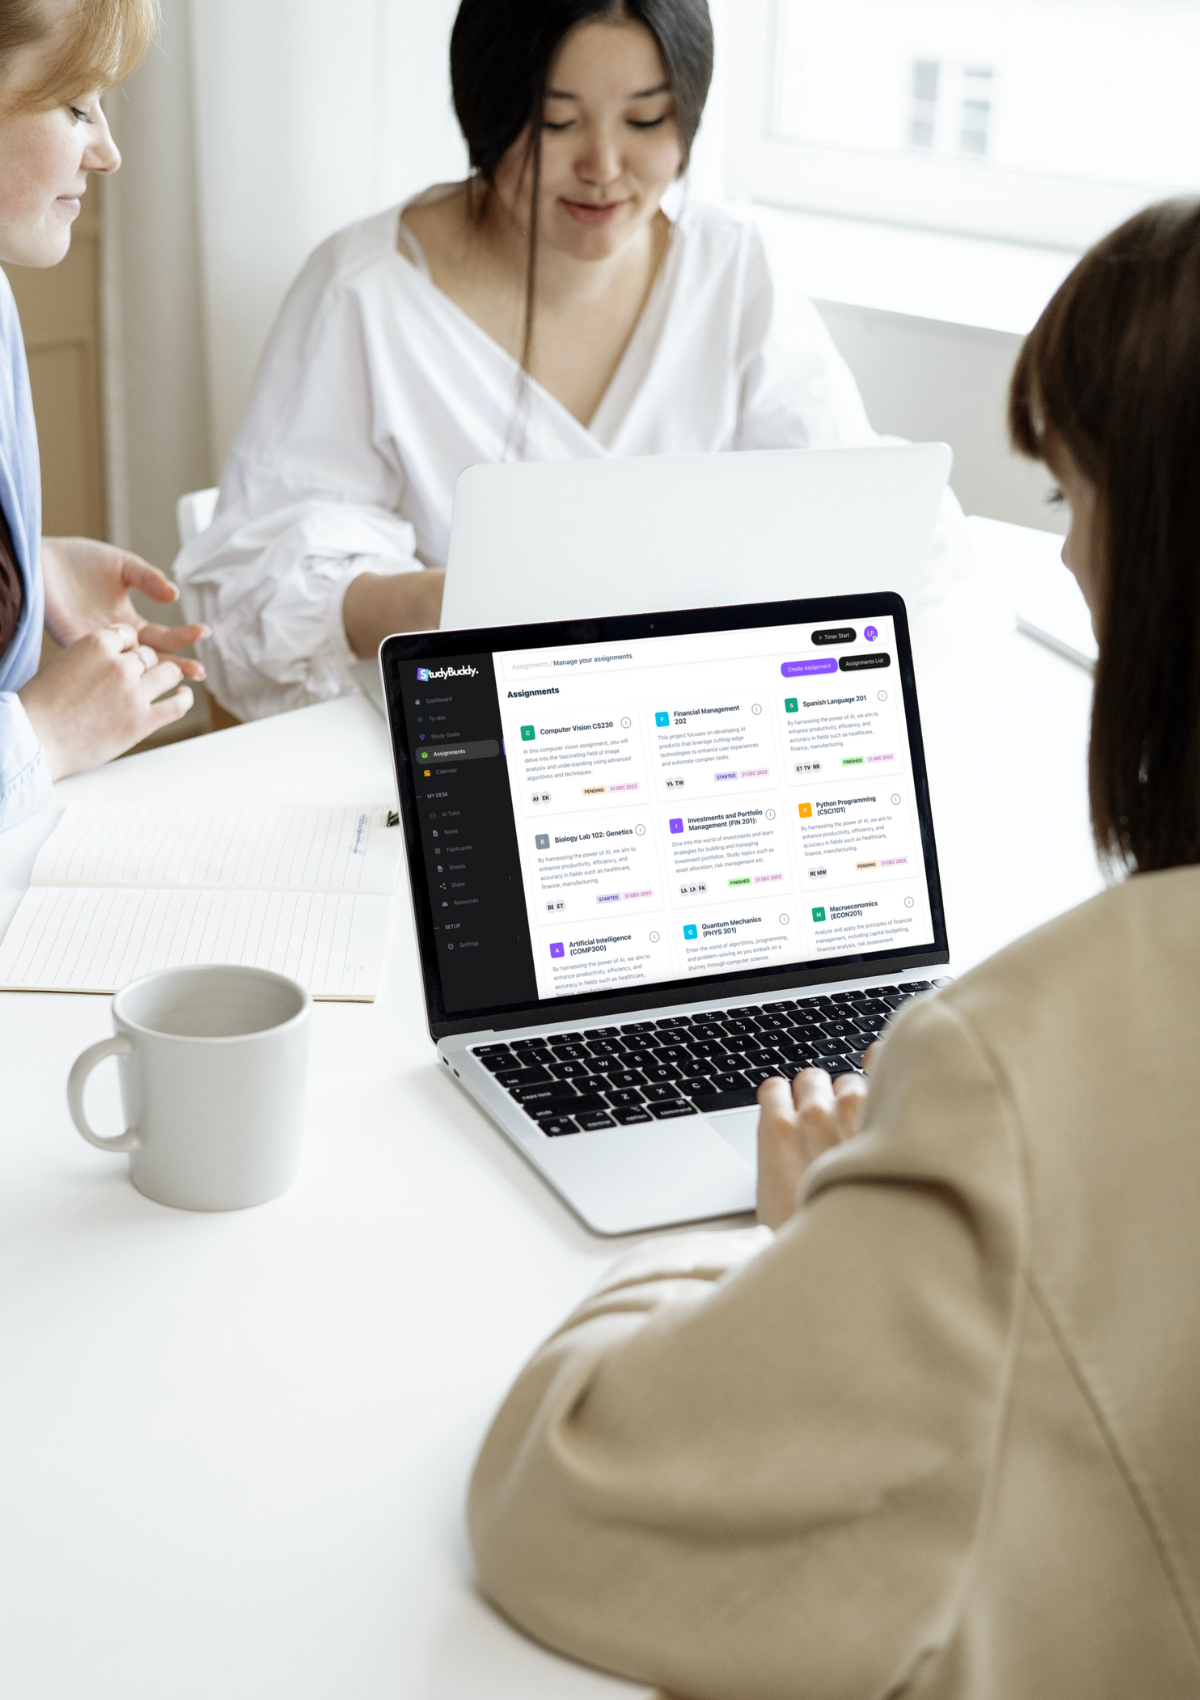 StudyBuddy.
Dashboard
To-doo
Study Goals
Assignments
Calendar
MY DESK
AI Tutor
Notes
Flashcards
Sheets
Share
Resources
SETUP
Settings
Assignments / Manage your assignments
Timer Start
LP
Assignments
Create Assignment
Assignments List
C
Computer Vision CS230
In this computer vision assignment, you will
delve into the fascinating field of image
analysis and understanding using advanced
algorithms and techniques.
EK
PENDING
31 DEC 2023
F
Financial Management
202
This project focuses on developing AI
products that leverage cutting-edge
technologies to enhance user experiences
and automate complex tasks.
TW
STARTED
31 DEC 2023
S
Spanish Language 201
By harnessing the power of AI, we aim to
enhance productivity, efficiency, and
accuracy in fields such as healthcare,
finance, manufacturing.
TV
RR
FINISHED
31 DEC 2023
B
Biology Lab 102: Genetics
By harnessing the power of AI, we aim to
enhance productivity, efficiency, and
accuracy in fields such as healthcare,
finance, manufacturing.
ET
STARTED
31 DEC 2023
I
Investments and Portfolio
Management (FIN 201):
Dive into the world of investments and learn
strategies for building and managing
investment portfolios. Study topics such as
asset allocation, risk management etc.
FK
FINISHED
31 DEC 2023
P
Python Programming
(CSCI101)
By harnessing the power of AI, we aim to
enhance productivity, efficiency, and
accuracy in fields such as healthcare,
finance, manufacturing.
MW
PENDING
31 DEC 2023
A
Artificial Intelligence
(COMP300)
By harnessing the power of AI, we aim to
enhance productivity, efficiency, and
accuracy in fields such as healthcare,
finance, manufacturing.
Q
Quantum Mechanics
(PHYS 301)
Enter the world of algorithms, programming,
and problem-solving as you embark on a
journey through computer science.
M
Macroeconomics
(ECON201)
Analyze and apply the principles of financial
management, including capital budgeting,
financial analysis, risk assessment.
Q W E R T Y U I O P
A S D F G H J K L
Z X C V B N M
control option command